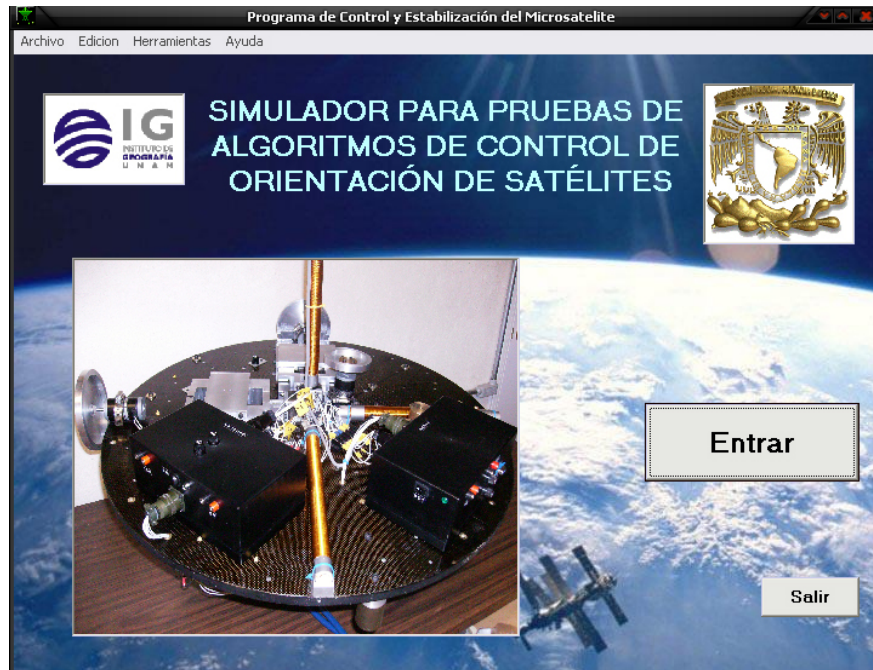 Programa de Control y Estabilización del Microsatelite
Archivo Edicion Herramientas Ayuda
IG
INSTITUTO DE
GEOGRAFÍA
U N A M
SIMULADOR PARA PRUEBAS DE
ALGORITMOS DE CONTROL DE
ORIENTACIÓN DE SATÉLITES
Entrar
Salir